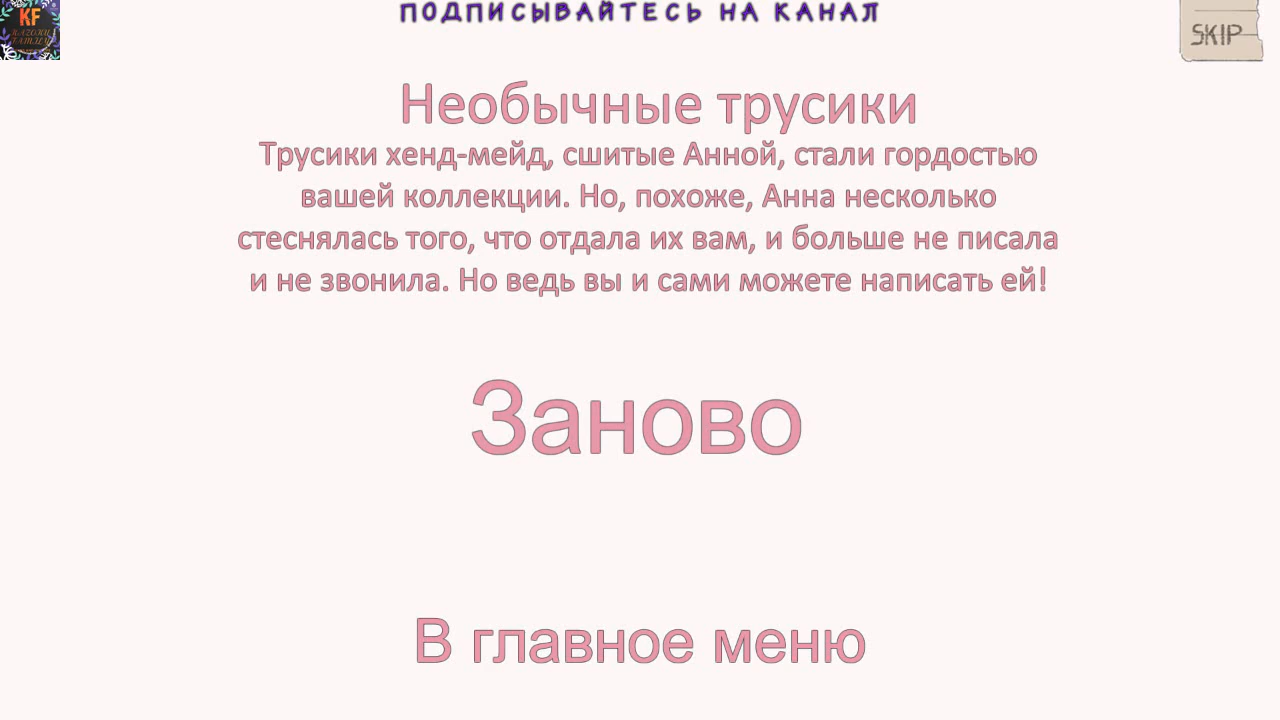 ПОДПИСЫВАЙТЕСЬ НА КАНАЛ
KF
SKIP
Необычные трусики
Трусики хенд-мейд, сшитые Анной, стали гордостью
вашей коллекции. Но, похоже, Анна несколько
стеснялась того, что отдала их вам, и больше не писала
и не звонила. Но ведь вы и сами можете написать ей!
Заново
В главное меню